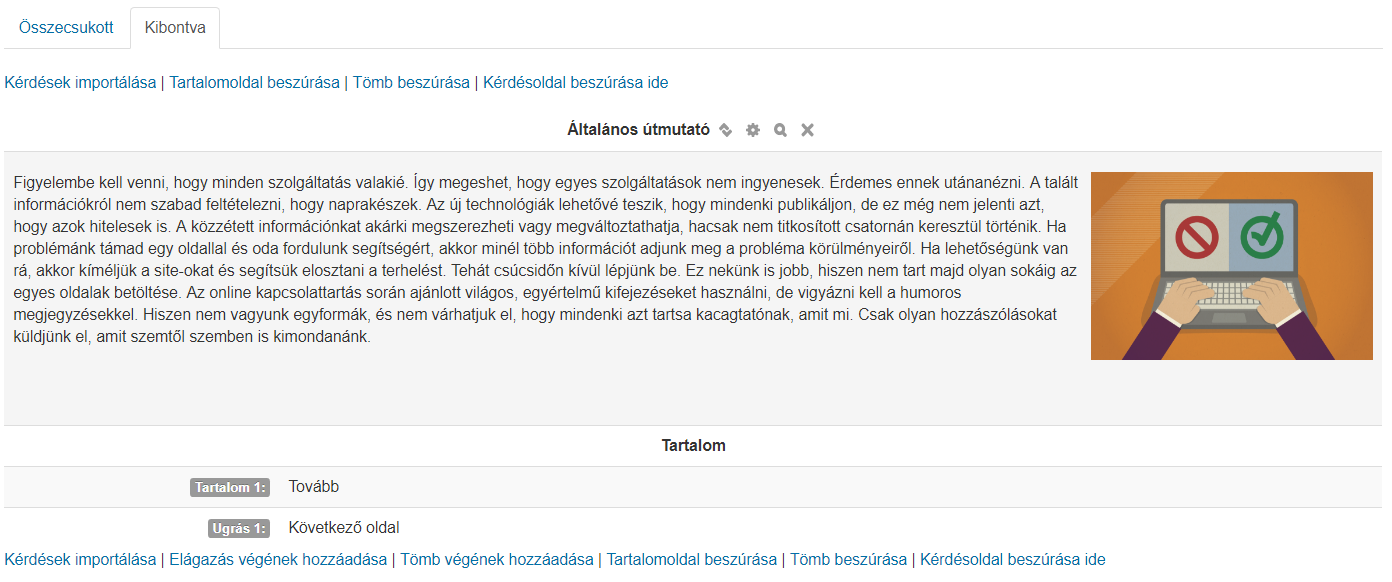 Összecsukott Kibontva
Kérdések importálása | Tartalomoldal beszúrása | Tömb beszúrása | Kérdésoldal beszúrása ide
Általános útmutató
Figyelembe kell venni, hogy minden szolgáltatás valakié. Így megeshet, hogy egyes szolgáltatások nem ingyenesek. Érdemes ennek utánanézni. A talált
információkról nem szabad feltételezni, hogy naprakészek. Az új technológiák lehetővé teszik, hogy mindenki publikáljon, de ez még nem jelenti azt,
hogy azok hitelesek is. A közzétett információnkat akárki megszerezheti vagy megváltoztathatja, hacsak nem titkosított csatornán keresztül történik. Ha
problémánk támad egy oldallal és oda fordulunk segítségért, akkor minél több információt adjunk meg a probléma körülményeiről. Ha lehetőségünk van
rá, akkor kíméljük a site-okat és segítsük elosztani a terhelést. Tehát csúcsidőn kívül lépjünk be. Ez nekünk is jobb, hiszen nem tart majd olyan sokáig az
egyes oldalak betöltése. Az online kapcsolattartás során ajánlott világos, egyértelmű kifejezéseket használni, de vigyázni kell a humoros
megjegyzésekkel. Hiszen nem vagyunk egyformák, és nem várhatjuk el, hogy mindenki azt tartsa kacagtatónak, amit mi. Csak olyan hozzászólásokat
küldjünk el, amit szemtől szemben is kimondanánk.
Tartalom
Tartalom 1: Tovább
Ugrás 1: Következő oldal
Kérdések importálása | Elágazás végének hozzáadása | Tömb végének hozzáadása | Tartalomoldal beszúrása | Tömb beszúrása | Kérdésoldal beszúrása ide